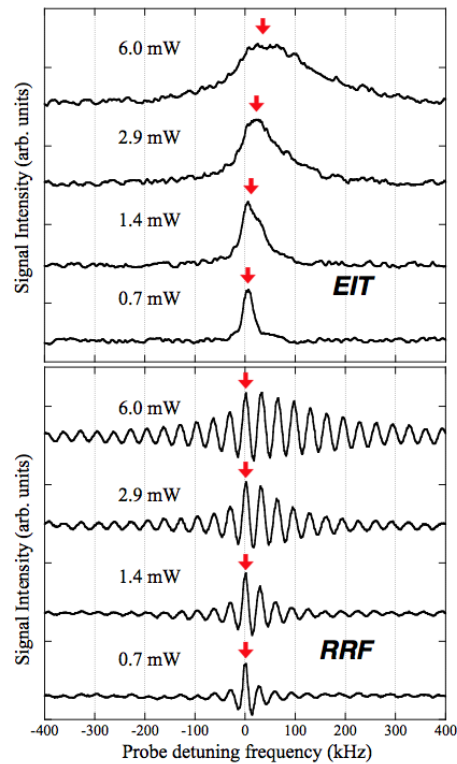 Signal Intensity (arb. units)
6.0 mW
2.9 mW
1.4 mW
0.7 mW
EIT
Signal Intensity (arb. units)
6.0 mW
2.9 mW
1.4 mW
0.7 mW
RRF
-400 -300 -200 -100 0 100 200 300 400
Probe detuning frequency (kHz)